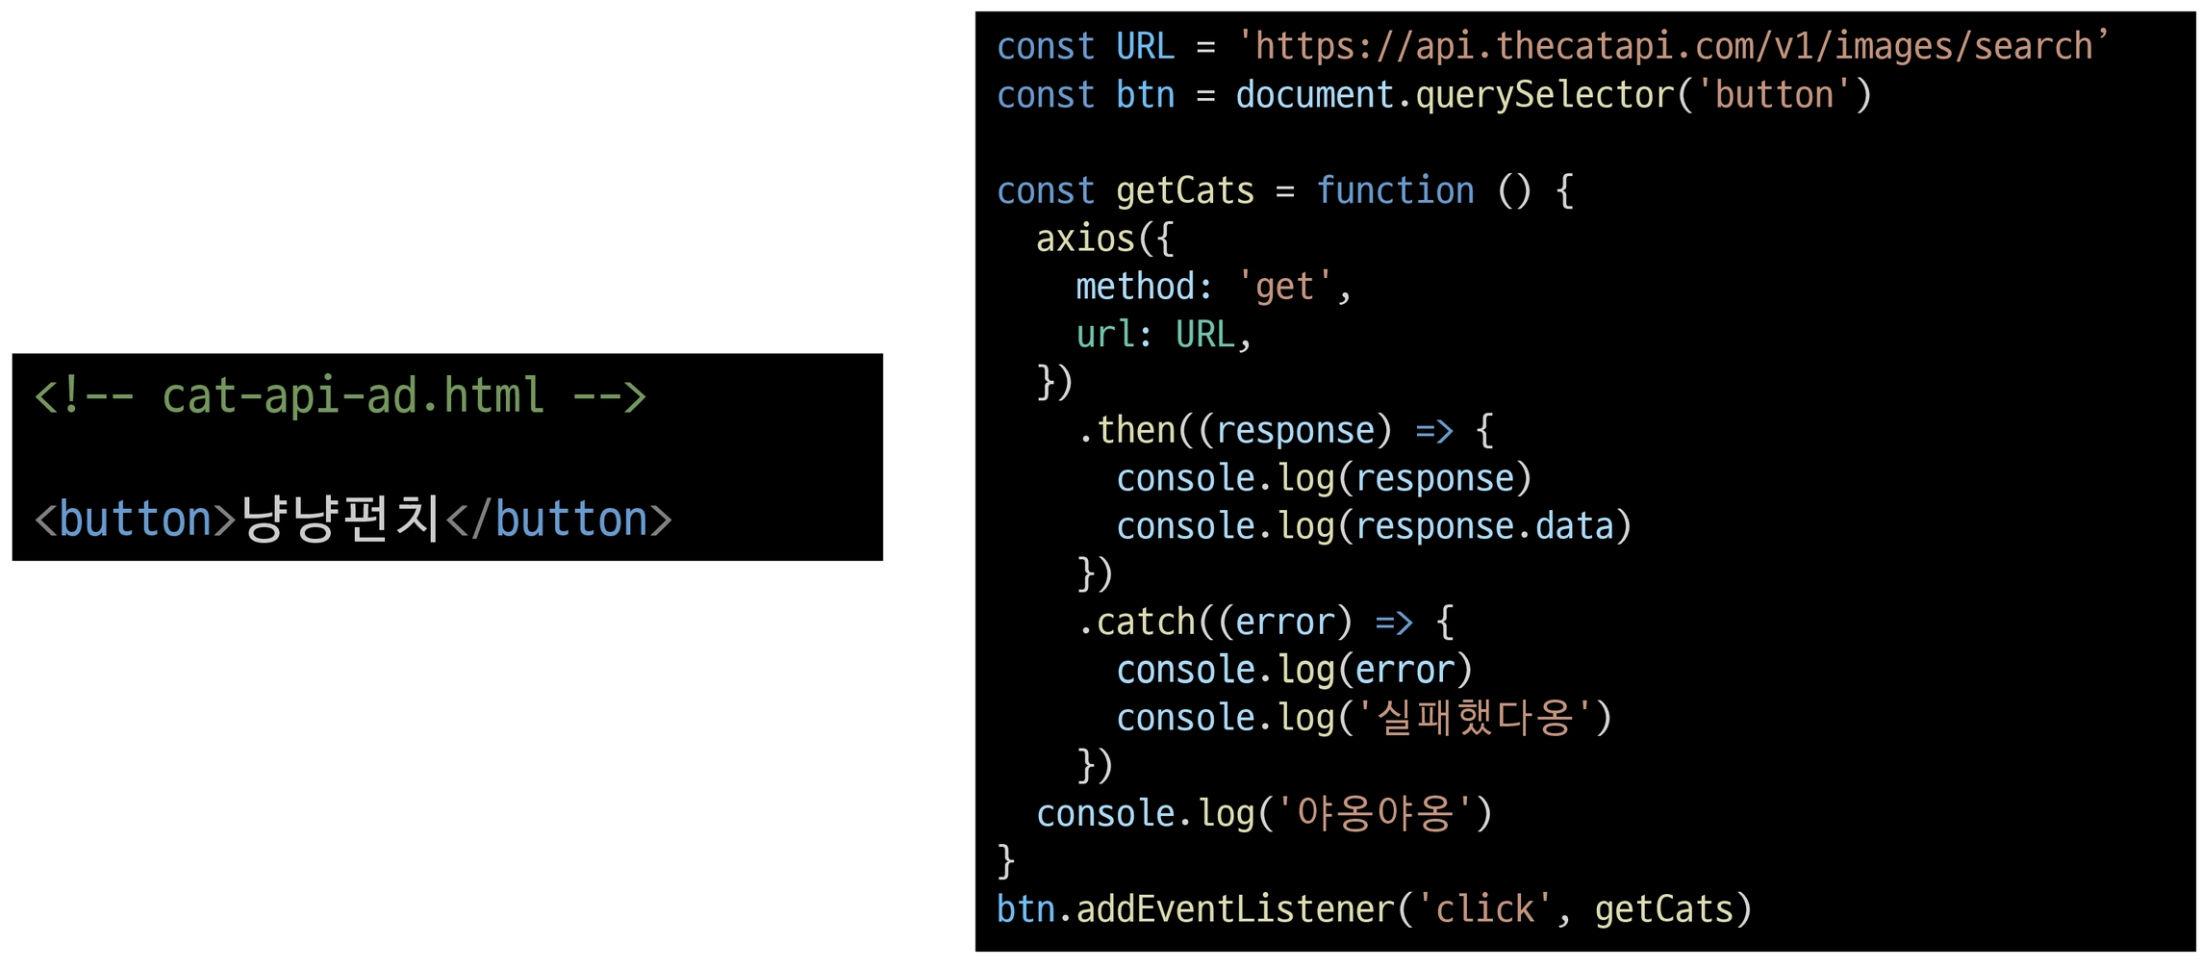 <!-- cat-api-ad.html -->
<button>냥냥펀치</button>
const URL = 'https://api.thecatapi.com/v1/images/search’
const btn = document.querySelector('button')
const getCats = function () {
  axios({
    method: 'get',
    url: URL,
  })
    .then((response) => {
      console.log(response)
      console.log(response.data)
    })
    .catch((error) => {
      console.log(error)
      console.log('실패했다옹')
    })
  console.log('야옹야옹')
}
btn.addEventListener('click', getCats)